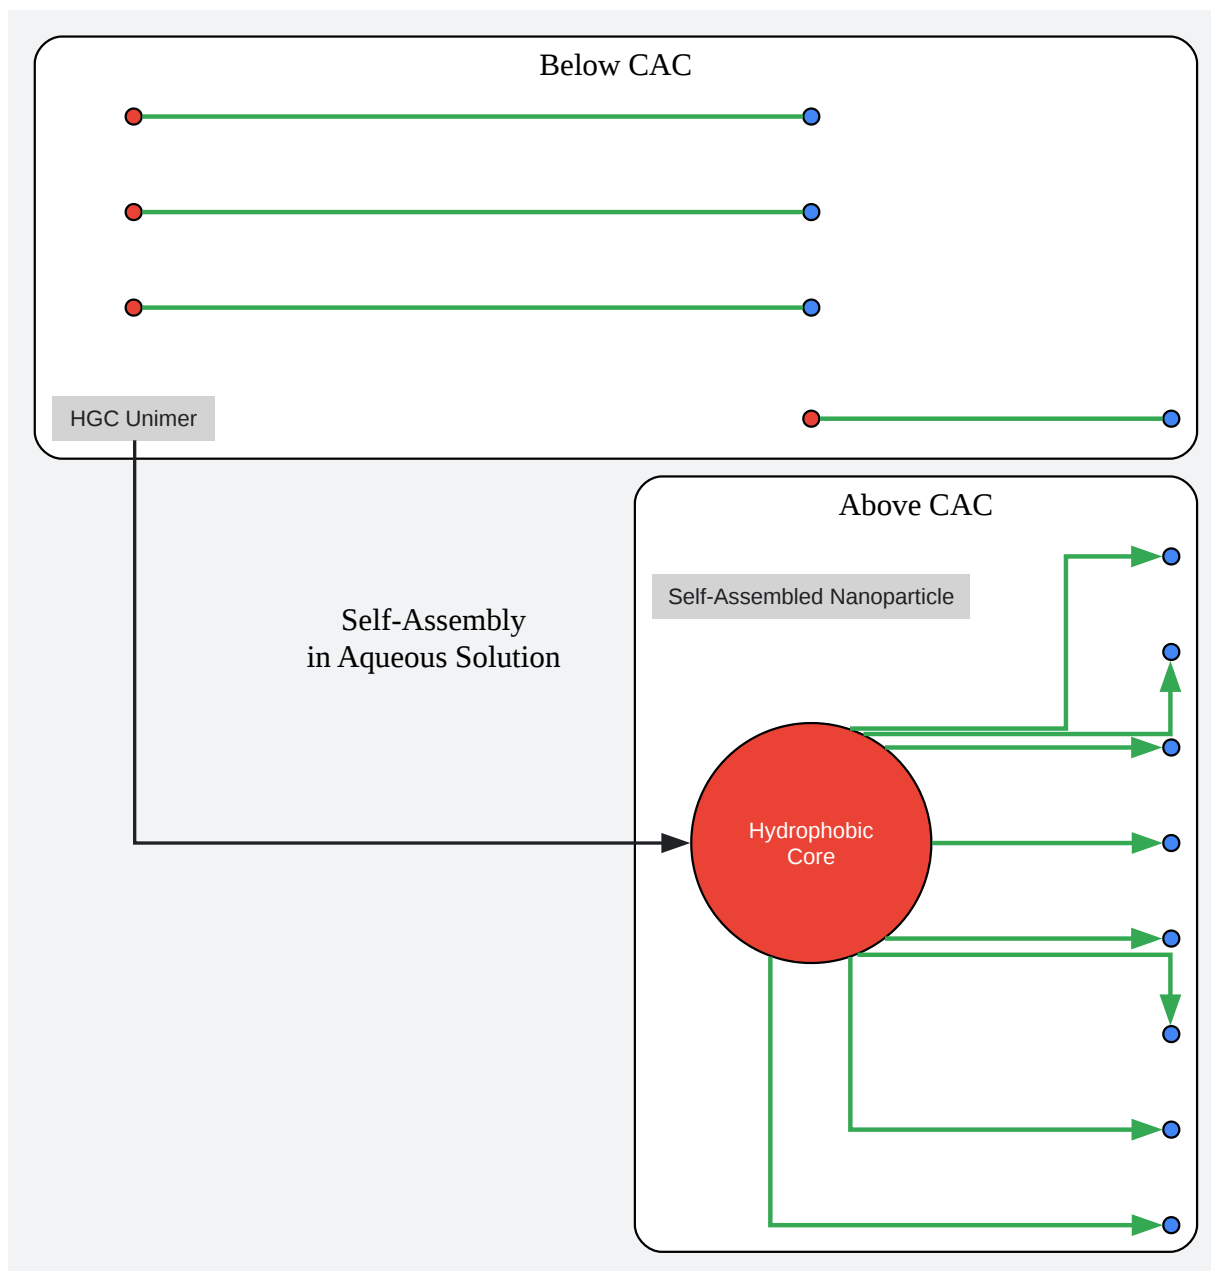 Below CAC
HGC Unimer
Above CAC
Self-Assembled Nanoparticle
Self-Assembly
in Aqueous Solution
Hydrophobic
Core